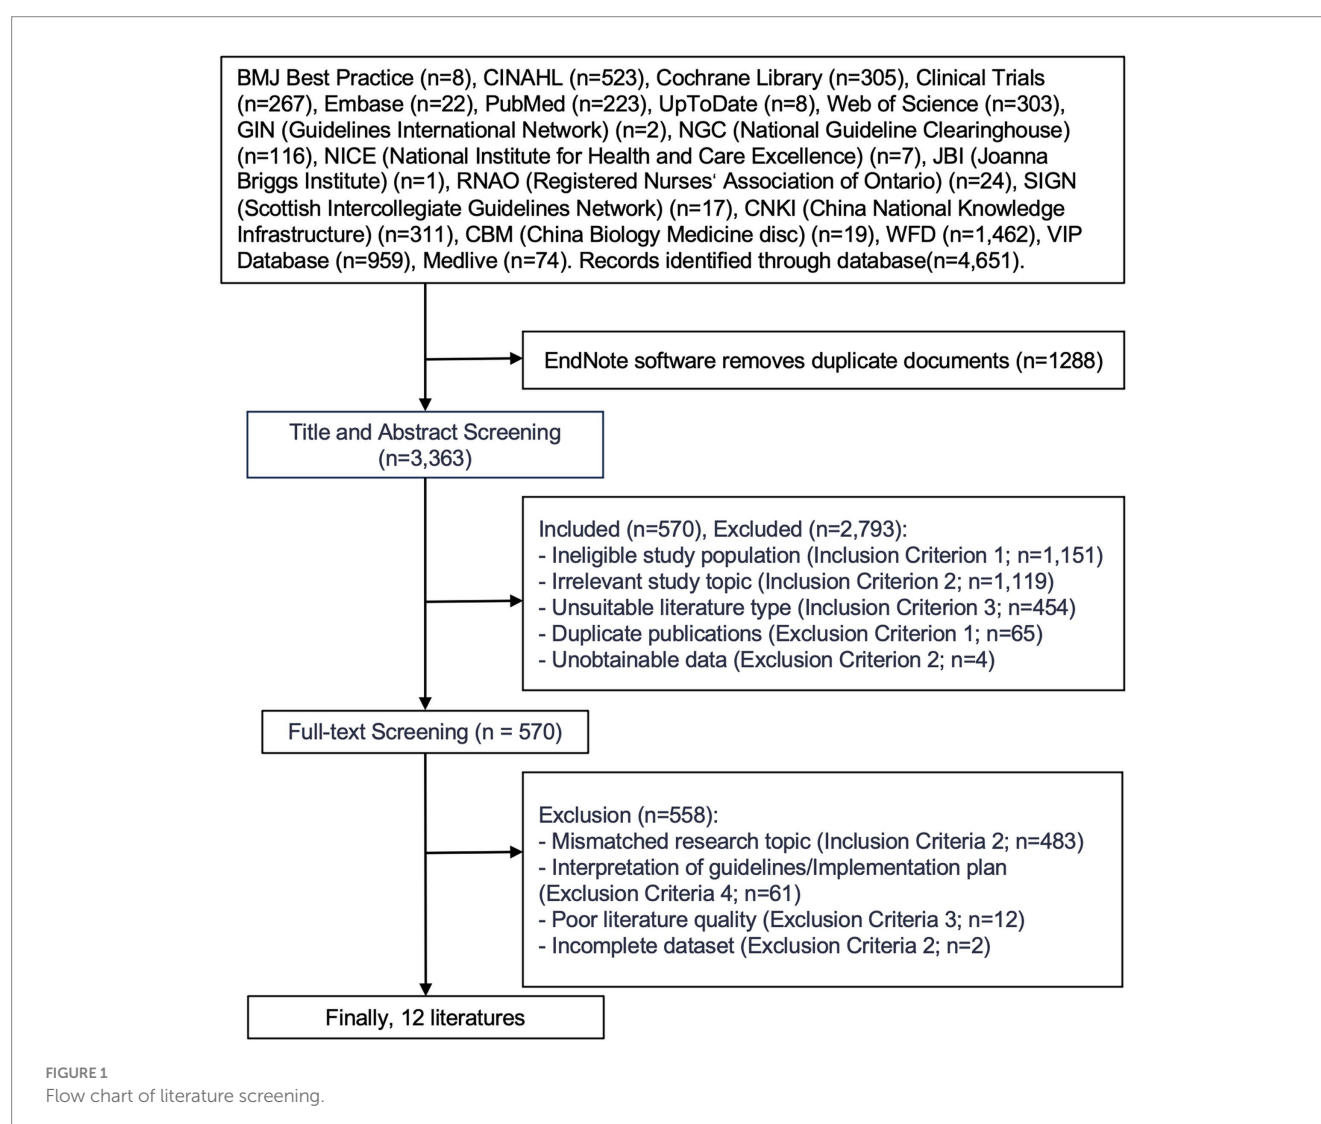 BMJ Best Practice (n=8), CINAHL (n=523), Cochrane Library (n=305), Clinical Trials
(n=267), Embase (n=22), PubMed (n=223), UpToDate (n=8), Web of Science (n=303),
GIN (Guidelines International Network) (n=2), NGC (National Guideline Clearinghouse)
(n=116), NICE (National Institute for Health and Care Excellence) (n=7), JBI (Joanna
Briggs Institute) (n=1), RNAO (Registered Nurses‘ Association of Ontario) (n=24), SIGN
(Scottish Intercollegiate Guidelines Network) (n=17), CNKI (China National Knowledge
Infrastructure) (n=311), CBM (China Biology Medicine disc) (n=19), WFD (n=1,462), VIP
Database (n=959), Medlive (n=74). Records identified through database(n=4,651).
EndNote software removes duplicate documents (n=1288)
Title and Abstract Screening
(n=3,363)
Included (n=570), Excluded (n=2,793):
- Ineligible study population (Inclusion Criterion 1; n=1,151)
- Irrelevant study topic (Inclusion Criterion 2; n=1,119)
- Unsuitable literature type (Inclusion Criterion 3; n=454)
- Duplicate publications (Exclusion Criterion 1; n=65)
- Unobtainable data (Exclusion Criterion 2; n=4)
Full-text Screening (n = 570)
Exclusion (n=558):
- Mismatched research topic (Inclusion Criteria 2; n=483)
- Interpretation of guidelines/Implementation plan
(Exclusion Criteria 4; n=61)
- Poor literature quality (Exclusion Criteria 3; n=12)
- Incomplete dataset (Exclusion Criteria 2; n=2)
Finally, 12 literatures
FIGURE 1
Flow chart of literature screening.